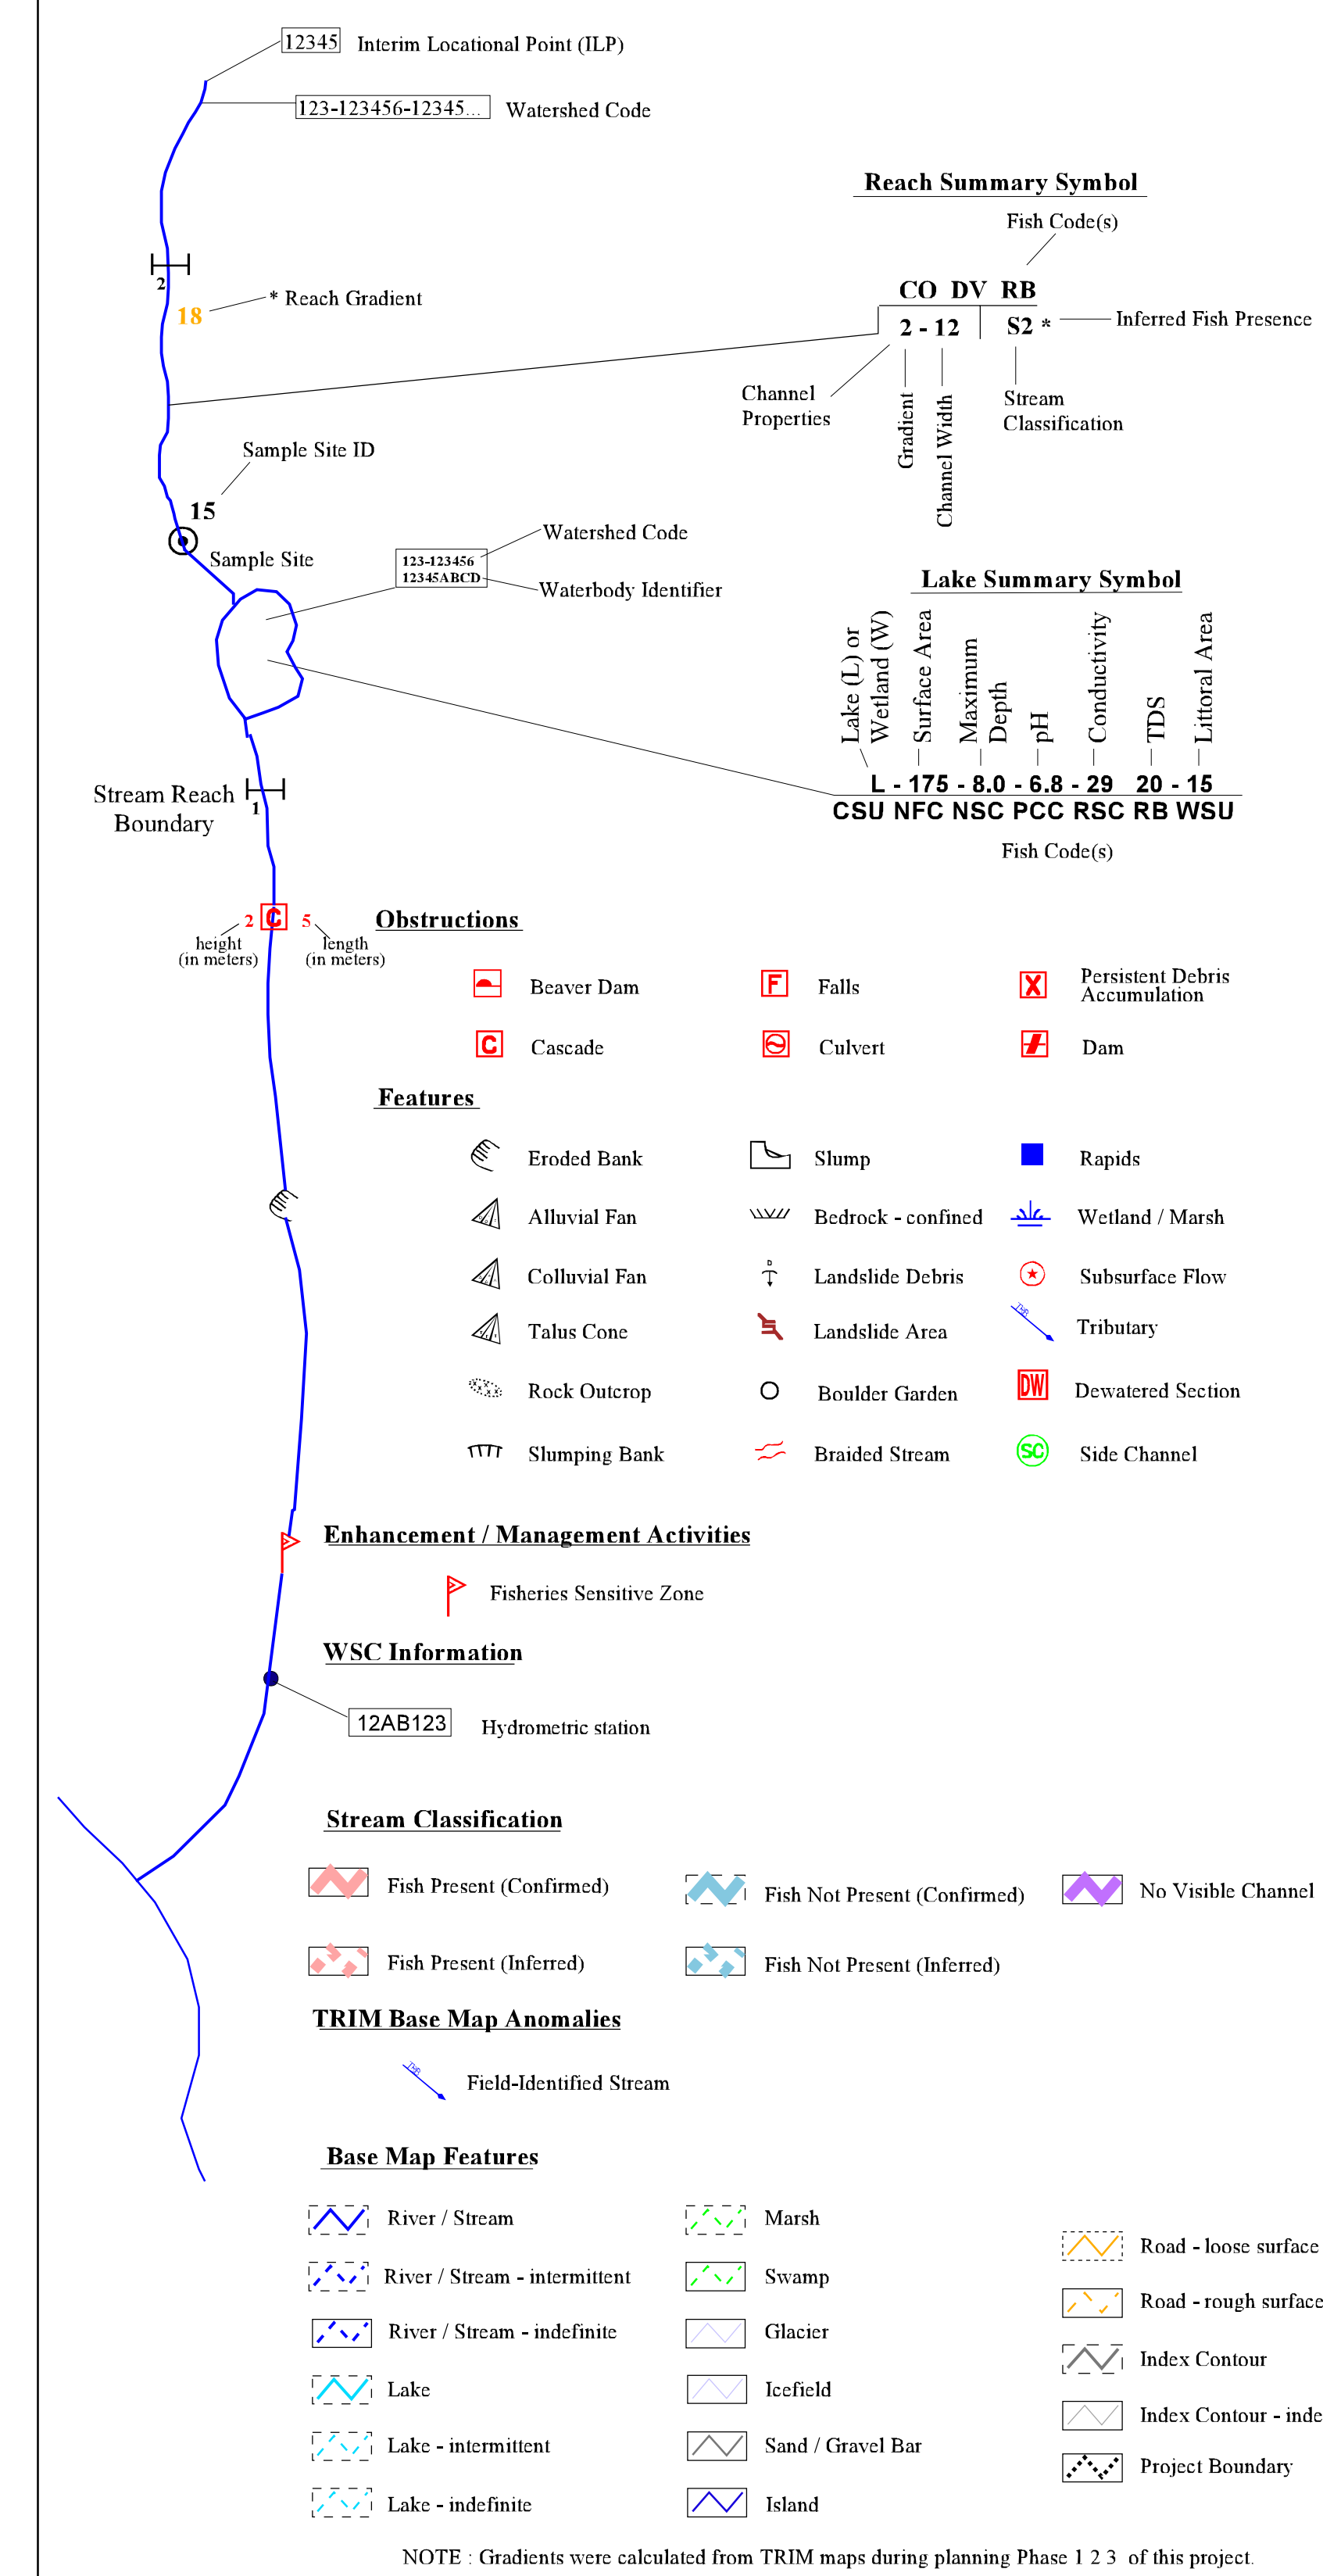 12345 Interim Locational Point (ILP)
123-123456-12345... Watershed Code
Reach Summary Symbol
Fish Code(s)
2
18
* Reach Gradient
CO DV RB
2 - 12 S2 *
Inferred Fish Presence
Channel
Properties
Gradient
Channel Width
Stream
Classification
Sample Site ID
15
Sample Site
123-123456
12345ABCD
Watershed Code
Waterbody Identifier
Lake Summary Symbol
Lake (L) or
Wetland (W)
Surface Area
Maximum
Depth
pH
Conductivity
TDS
Littoral Area
L - 175 - 8.0 - 6.8 - 29 20 - 15
CSU NFC NSC PCC RSC RB WSU
Fish Code(s)
Stream Reach
Boundary
1
2 C 5
height
(in meters)
length
(in meters)
Obstructions
Beaver Dam
F Falls
X Persistent Debris
Accumulation
C Cascade
Culvert
Dam
Features
Eroded Bank
Slump
Rapids
Alluvial Fan
Bedrock - confined
Wetland / Marsh
Colluvial Fan
D
Landslide Debris
Subsurface Flow
Talus Cone
Landslide Area
Tributary
Rock Outcrop
Boulder Garden
DW Dewatered Section
Slumping Bank
Braided Stream
SC Side Channel
Enhancement / Management Activities
Fisheries Sensitive Zone
WSC Information
12AB123 Hydrometric station
Stream Classification
Fish Present (Confirmed)
Fish Not Present (Confirmed)
No Visible Channel
Fish Present (Inferred)
Fish Not Present (Inferred)
TRIM Base Map Anomalies
Field-Identified Stream
Base Map Features
River / Stream
Marsh
Road - loose surface
River / Stream - intermittent
Swamp
Road - rough surface
River / Stream - indefinite
Glacier
Index Contour
Lake
Icefield
Index Contour - inde
Lake - intermittent
Sand / Gravel Bar
Project Boundary
Lake - indefinite
Island
NOTE : Gradients were calculated from TRIM maps during planning Phase 1 2 3 of this project.